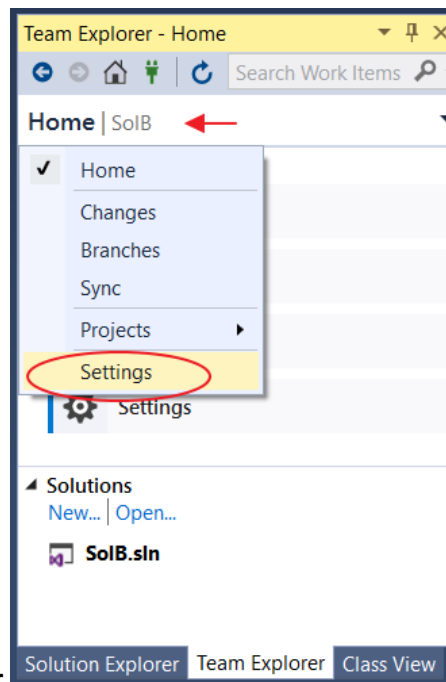 Team Explorer - Home
Search Work Items
Home | SolB
Home
Changes
Branches
Sync
Projects
Settings
Settings
Solutions
New... | Open...
SolB.sln
Solution Explorer Team Explorer Class View
.